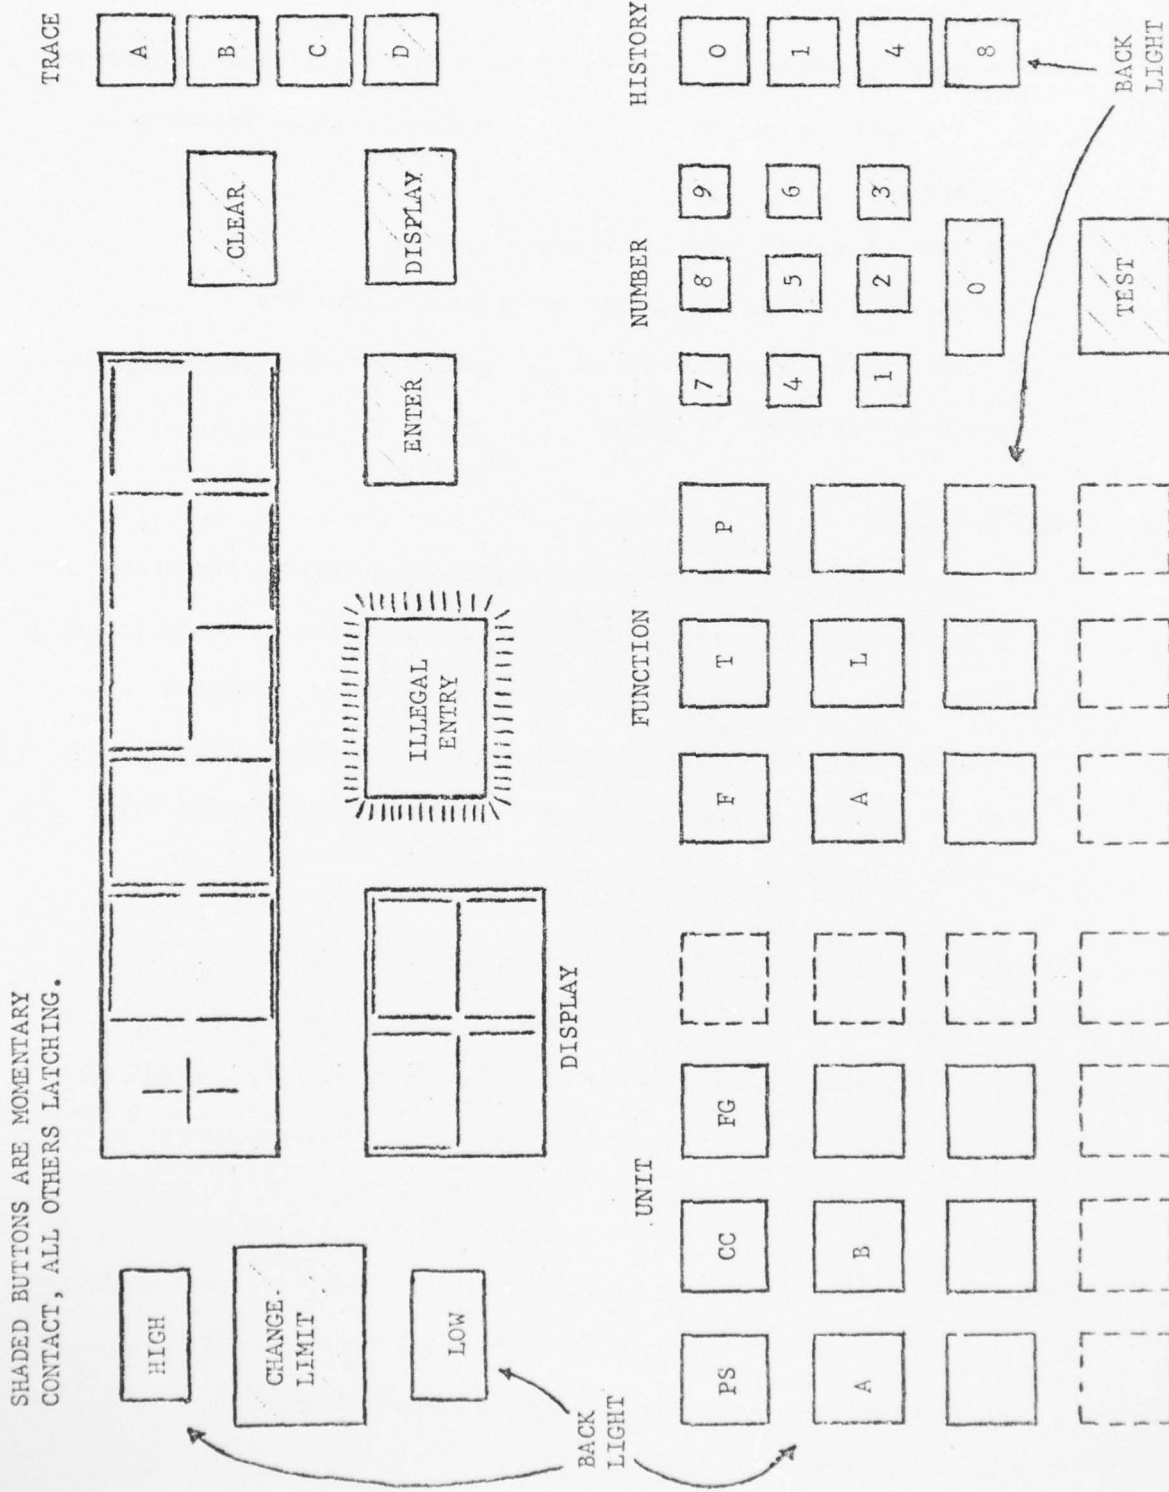 SHADED BUTTONS ARE MOMENTARY
CONTACT, ALL OTHERS LATCHING.
TRACE
A
B
C
D
HIGH
CHANGE-
LIMIT
LOW
CLEAR
ENTER
DISPLAY
ILLEGAL
ENTRY
DISPLAY
BACK
LIGHT
UNIT
FUNCTION
NUMBER
HISTORY
PS
CC
FG
F
T
P
7
8
9
0
A
B
A
L
4
5
6
1
1
2
3
4
0
8
TEST
BACK
LIGHT